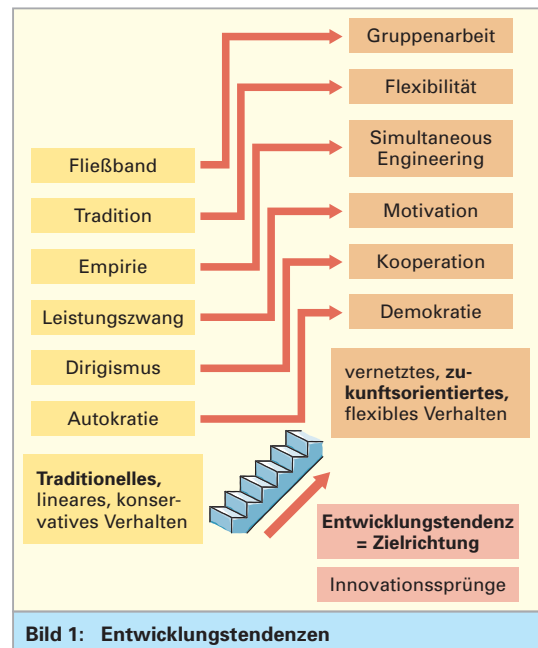 Gruppenarbeit
Flexibilität
Simultaneous
Engineering
Motivation
Kooperation
Demokratie
Fließband
Tradition
Empirie
Leistungszwang
Dirigismus
Autokratie
vernetztes, zu-
kunftsorientiertes,
flexibles Verhalten
Traditionelles,
lineares, konser-
vatives Verhalten
Entwicklungstendenz
= Zielrichtung
Innovationssprünge
Bild 1: Entwicklungstendenzen